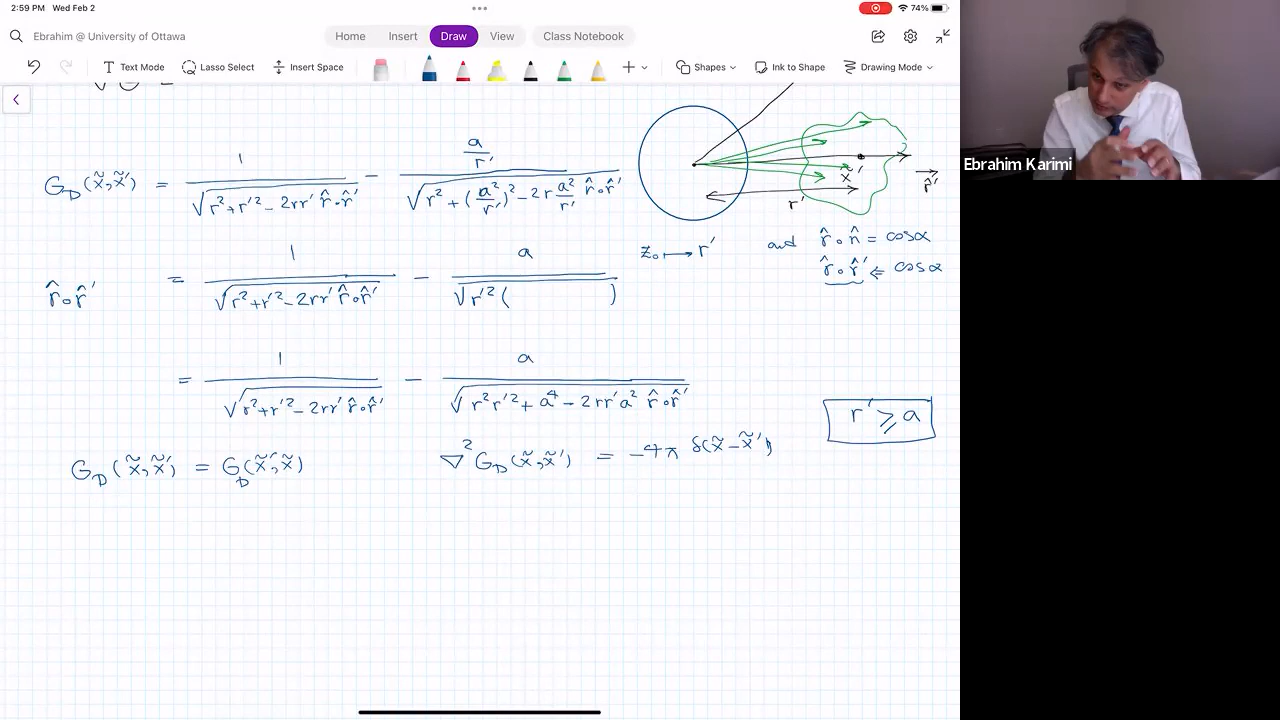 2:59 PM Wed Feb 2
74%
Ebrahim @ University of Ottawa
Home Insert Draw View Class Notebook
Text Mode Lasso Select Insert Space Shapes Ink to Shape Drawing Mode
Ebrahim Karimi
G_D(x̃, x̃′) = 1/√(r² + r′² − 2rr′ r̂∘r̂′) − (a/r′)/√(r² + (a²/r′)² − 2r a²/r′ r̂∘r̂′)
x̃′
r̂′
r′
z₀ ↦ r′
and r̂∘n̂ = cosα
r̂∘r̂′ ⇐ cosα
r̂∘r̂′
= 1/√(r² + r′² − 2rr′ r̂∘r̂′) − a/√(r′² ( )
= 1/√(r² + r′² − 2rr′ r̂∘r̂′) − a/√(r²r′² + a⁴ − 2rr′a² r̂∘r̂′)
r′ ⩾ a
G_D(x̃, x̃′) = G_D(x̃′, x̃)
∇²G_D(x̃, x̃′) = −4π δ(x̃ − x̃′)